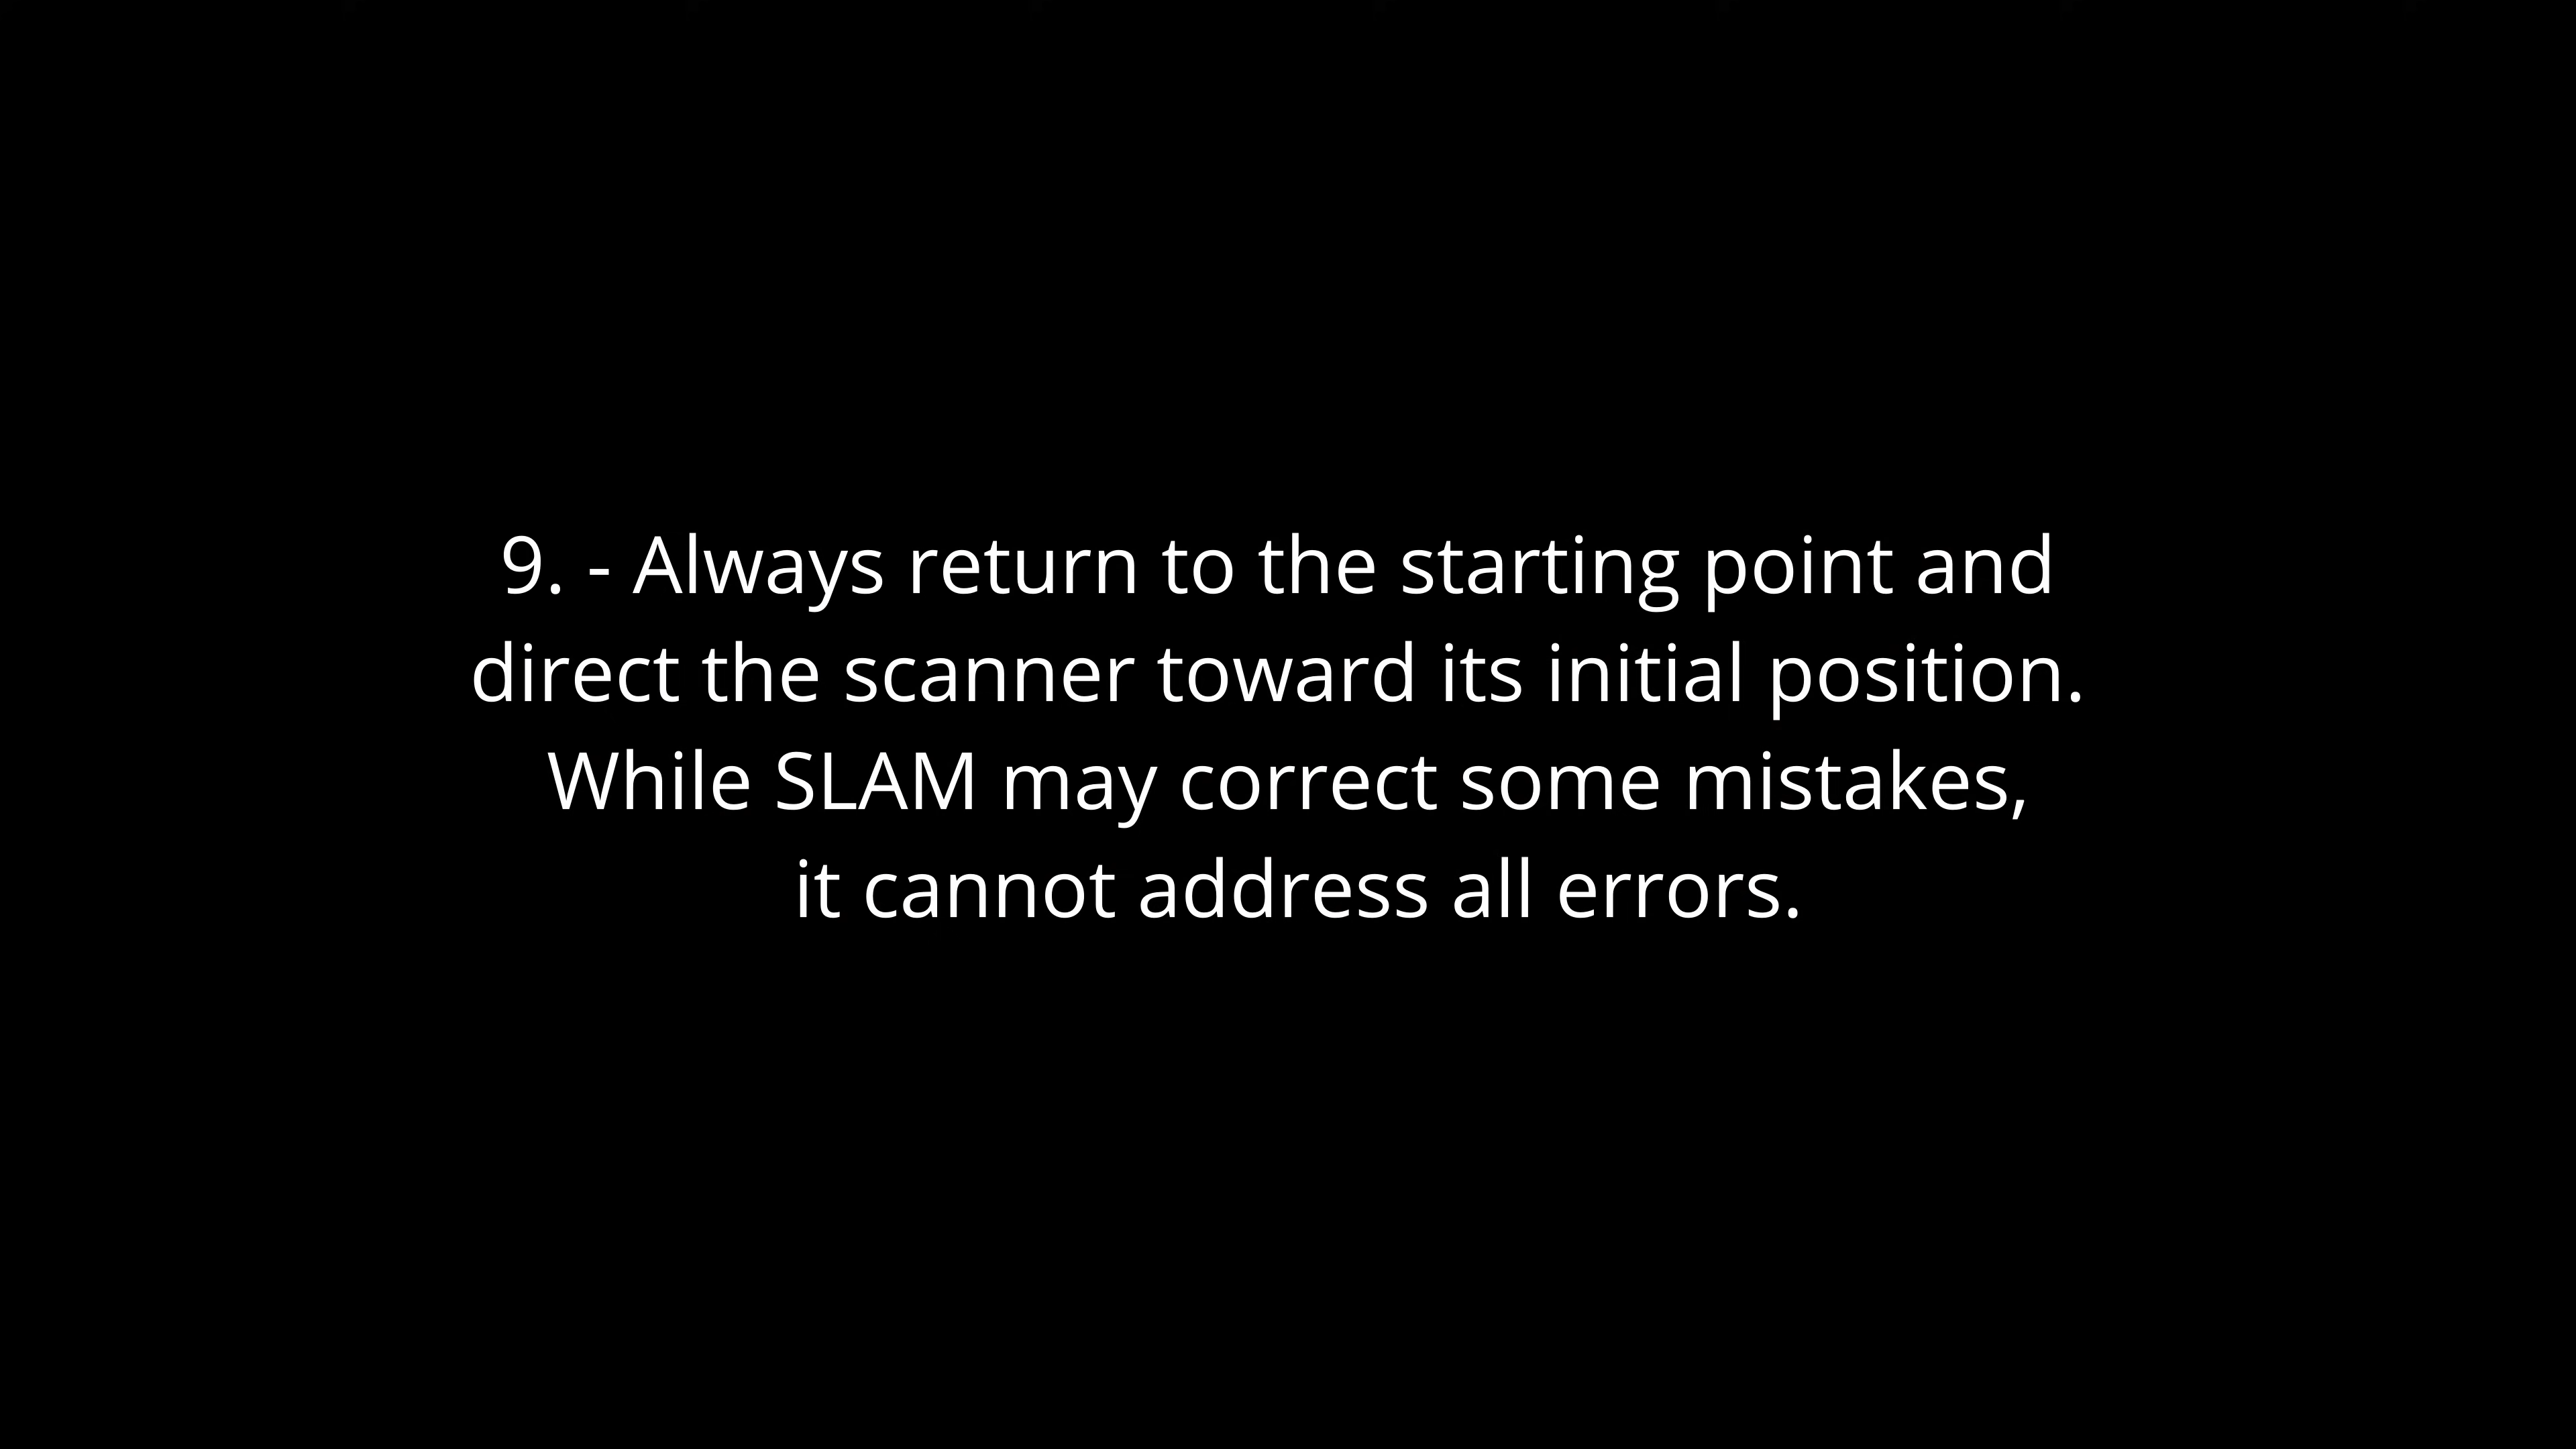 9. - Always return to the starting point and
direct the scanner toward its initial position.
While SLAM may correct some mistakes,
it cannot address all errors.